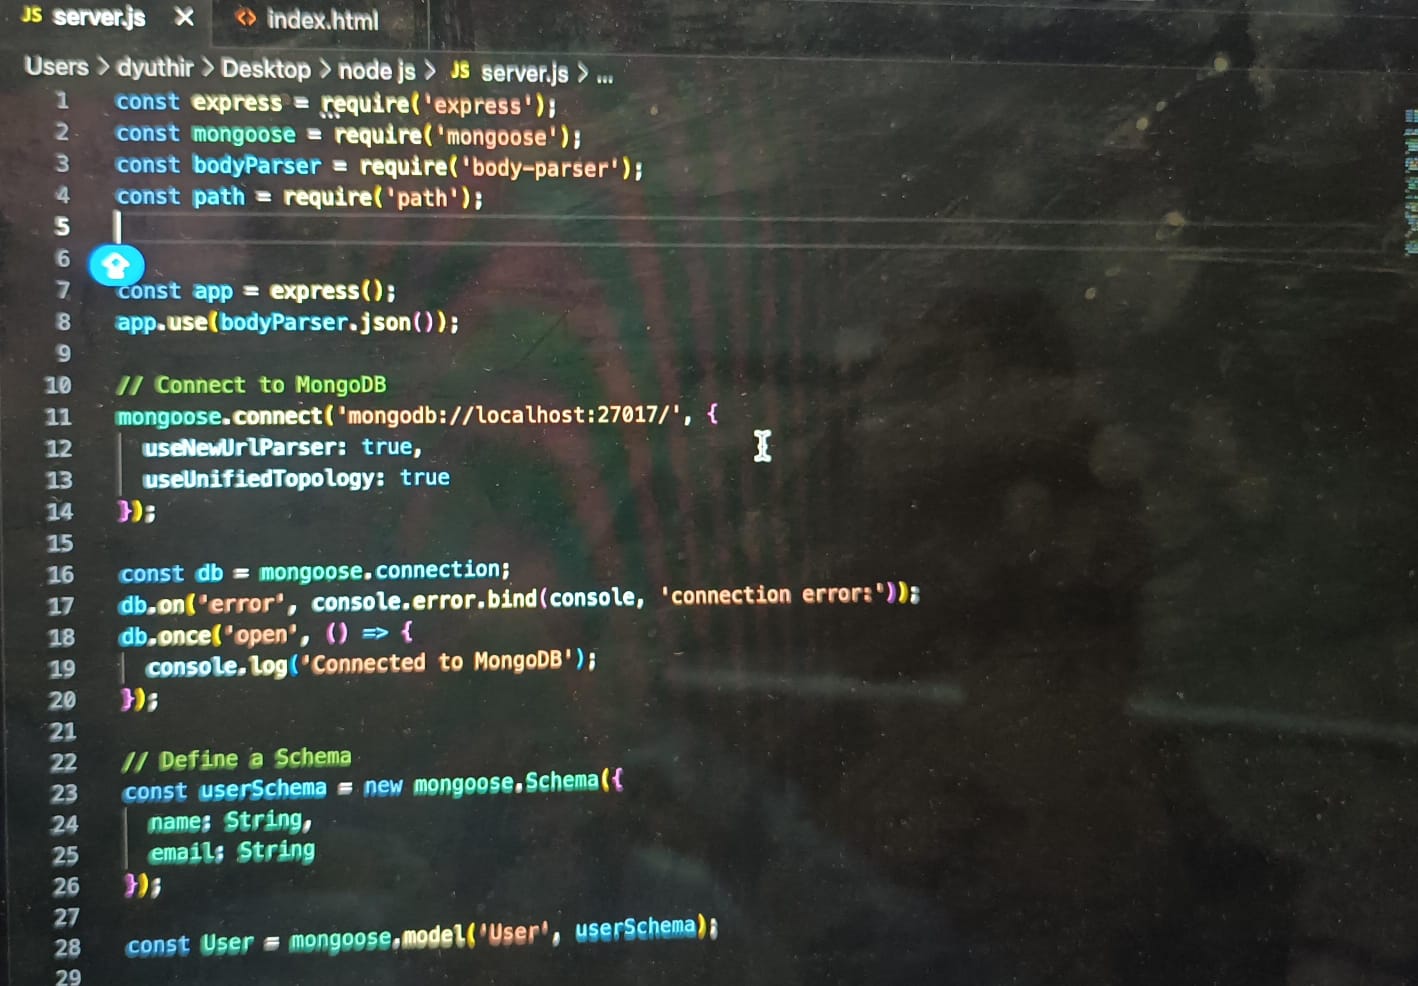 JS server.js × <> index.html
Users > dyuthir > Desktop > node js > JS server.js > ...
1 const express = require('express');
2 const mongoose = require('mongoose');
3 const bodyParser = require('body-parser');
4 const path = require('path');
5
6
7 const app = express();
8 app.use(bodyParser.json());
9
10 // Connect to MongoDB
11 mongoose.connect('mongodb://localhost:27017/', {
12 useNewUrlParser: true,
13 useUnifiedTopology: true
14 });
15
16 const db = mongoose.connection;
17 db.on('error', console.error.bind(console, 'connection error:'));
18 db.once('open', () => {
19 console.log('Connected to MongoDB');
20 });
21
22 // Define a Schema
23 const userSchema = new mongoose.Schema({
24 name: String,
25 email: String
26 });
27
28 const User = mongoose.model('User', userSchema);
29